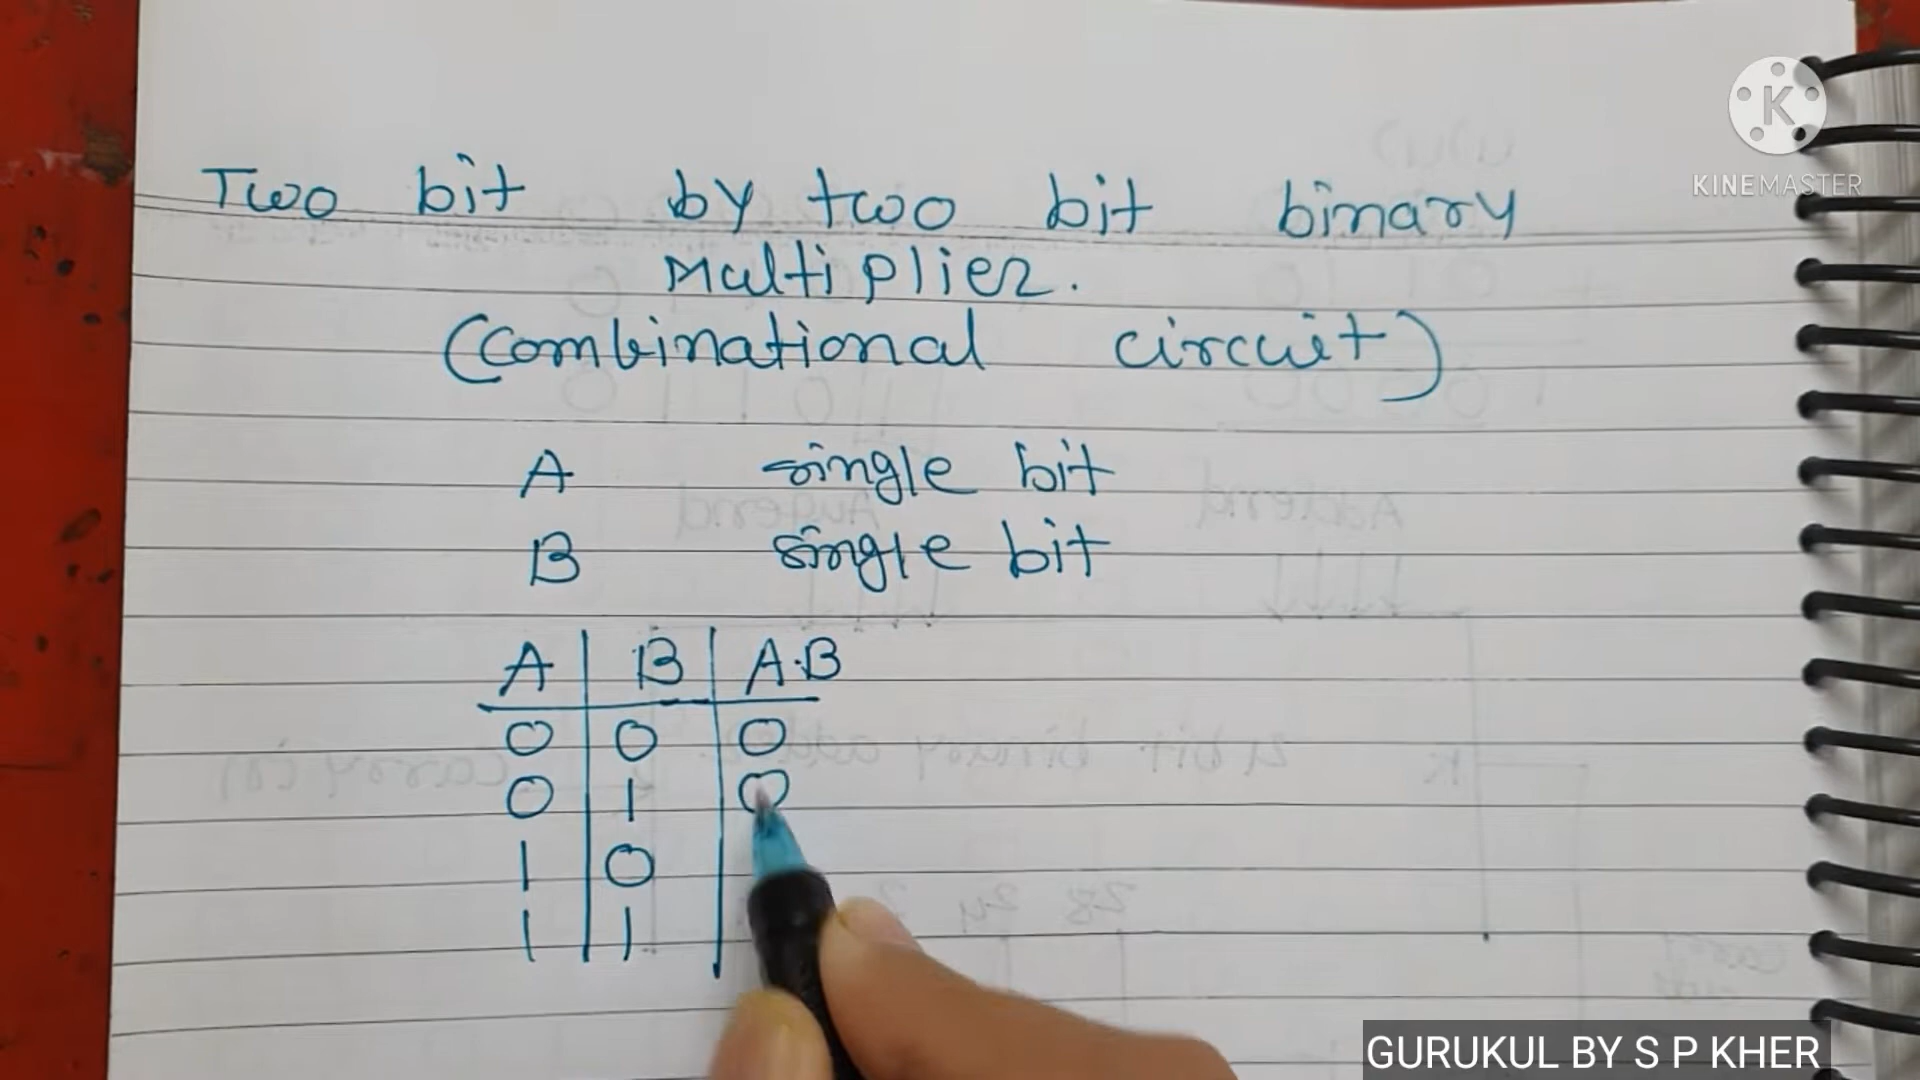 KINEMASTER
Two bit by two bit binary
Multiplier.
(Combinational circuit)
A single bit
B single bit
A B A.B
0 0 0
0 1 0
1 0
1 1
GURUKUL BY S P KHER